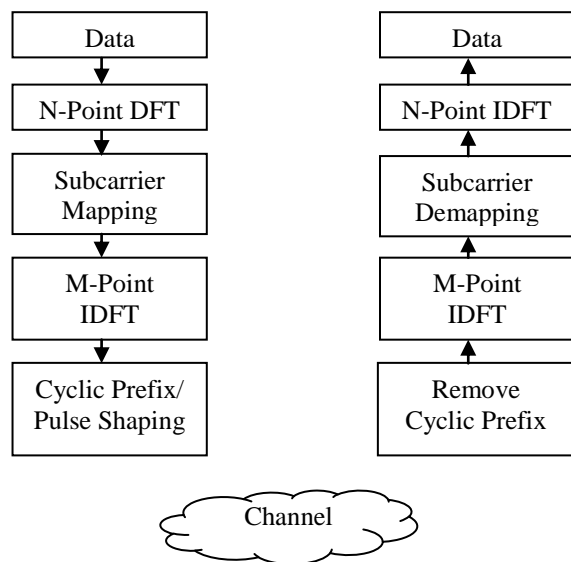 Data
N-Point DFT
Subcarrier
Mapping
M-Point
IDFT
Cyclic Prefix/
Pulse Shaping
Data
N-Point IDFT
Subcarrier
Demapping
M-Point
IDFT
Remove
Cyclic Prefix
Channel